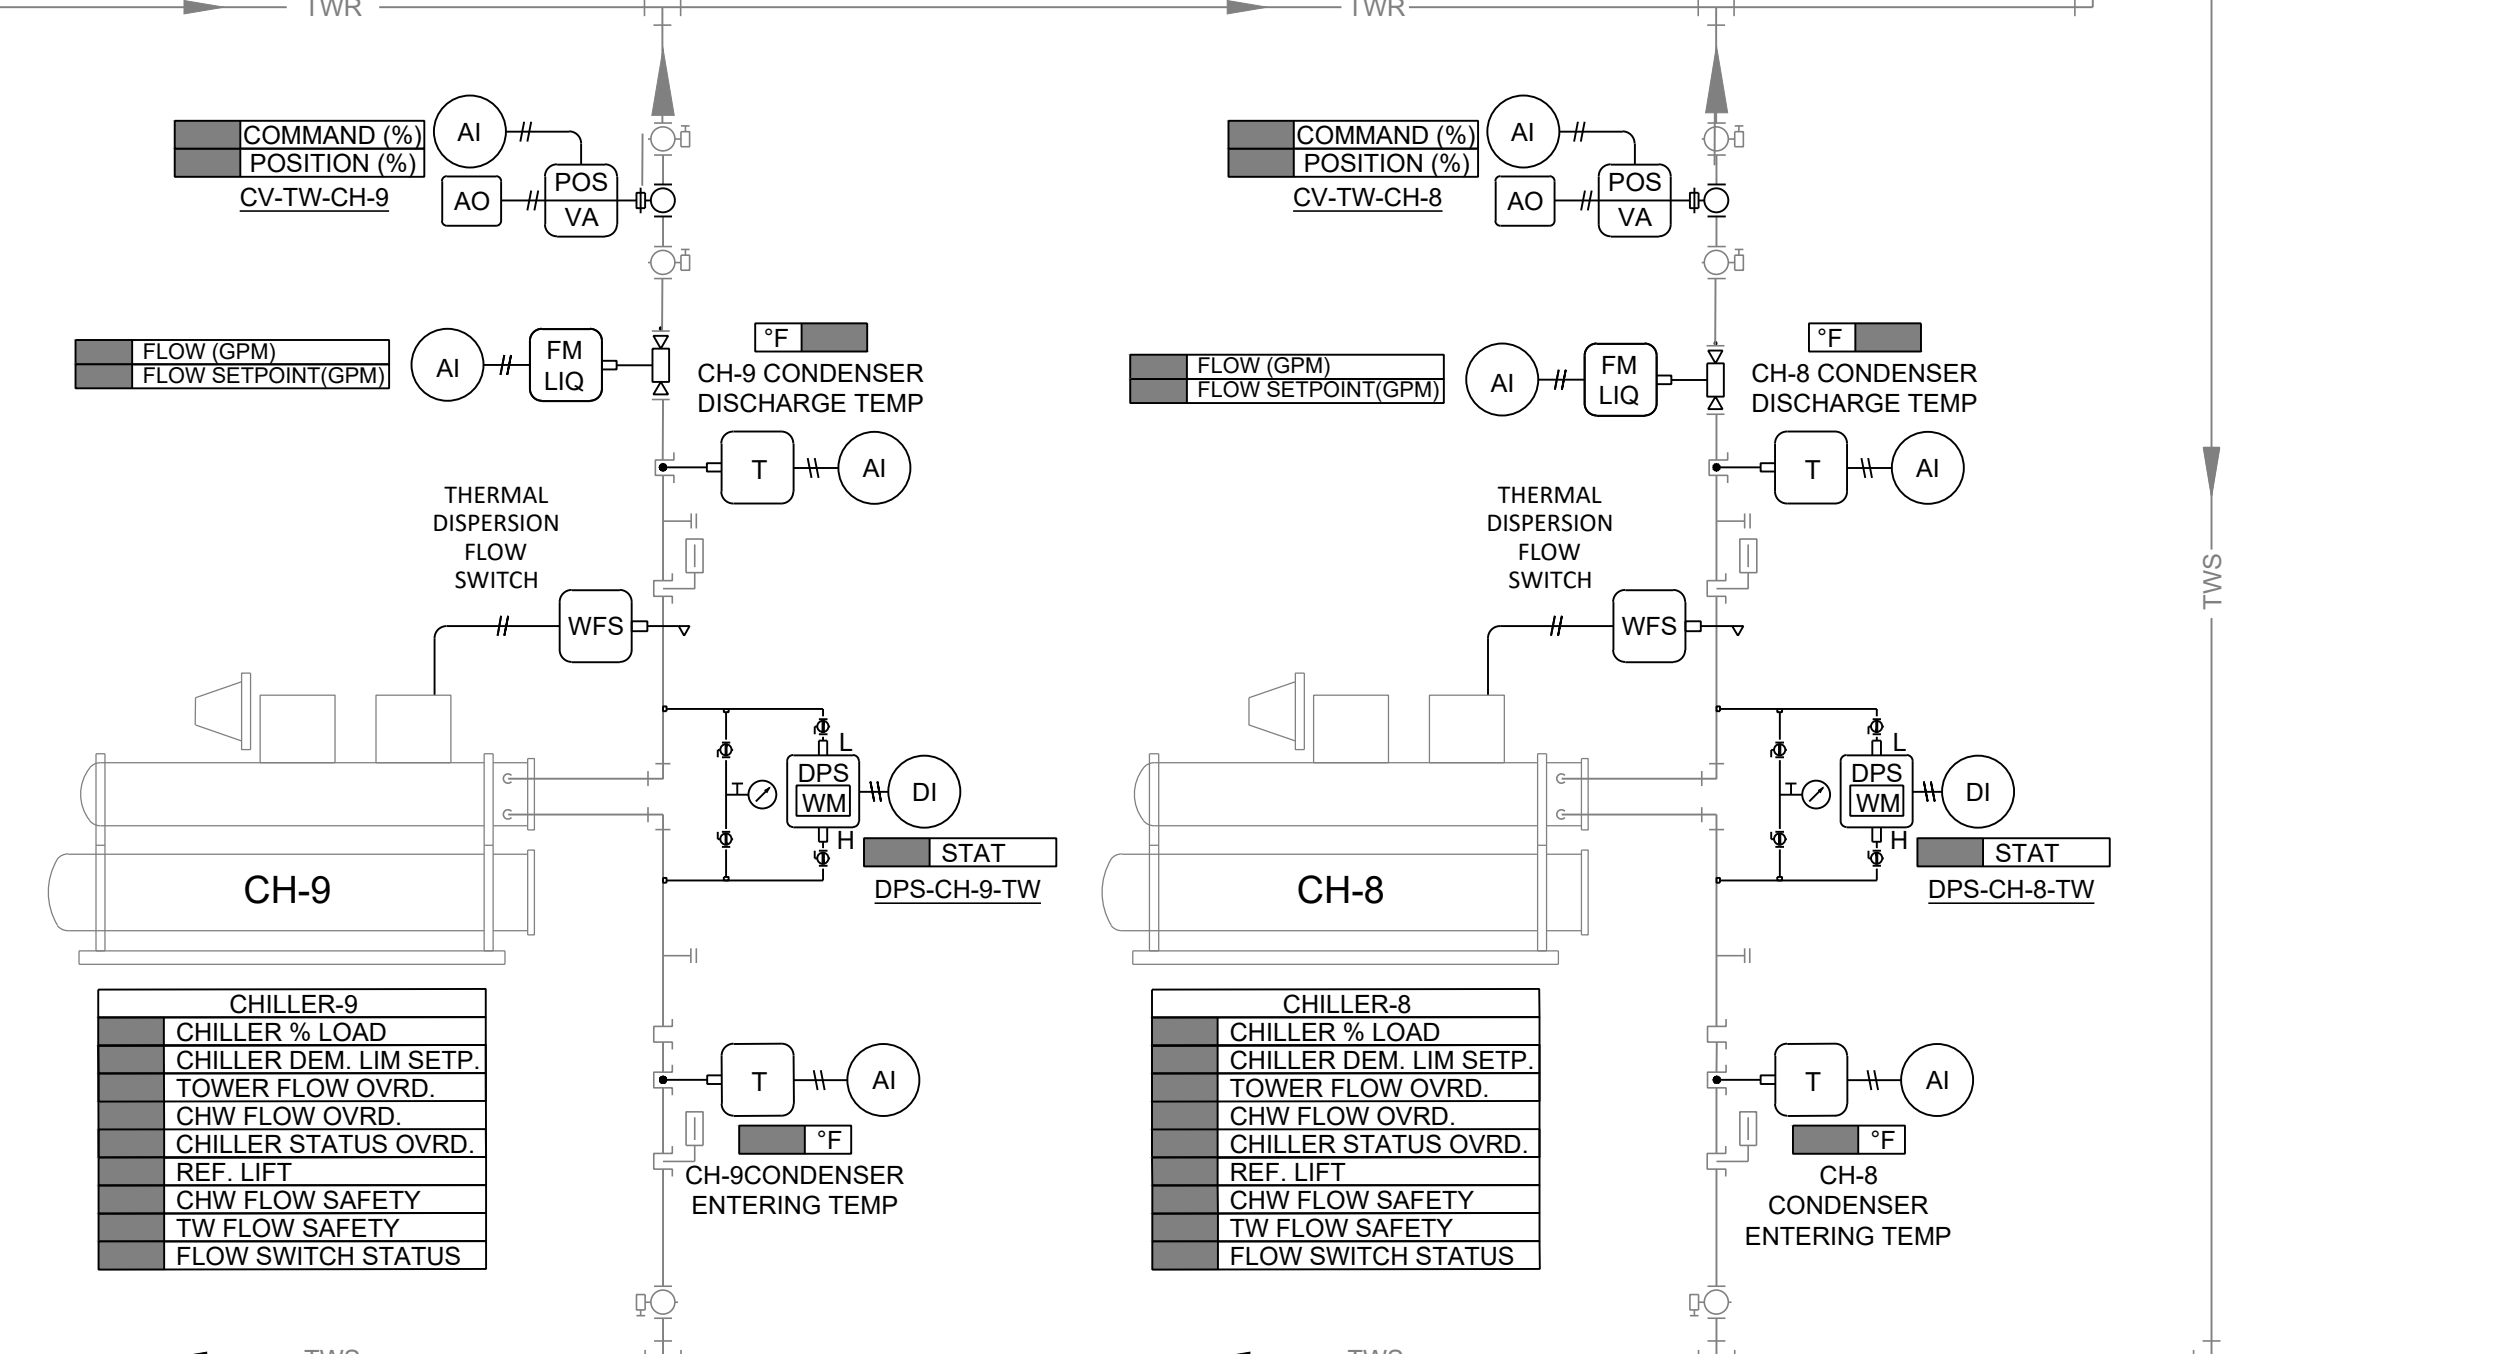 TWR
TWR
COMMAND (%)
POSITION (%)
CV-TW-CH-9
AI
AO
POS
VA
COMMAND (%)
POSITION (%)
CV-TW-CH-8
AI
AO
POS
VA
FLOW (GPM)
FLOW SETPOINT(GPM)
AI
FM
LIQ
°F
CH-9 CONDENSER
DISCHARGE TEMP
T
AI
FLOW (GPM)
FLOW SETPOINT(GPM)
AI
FM
LIQ
°F
CH-8 CONDENSER
DISCHARGE TEMP
T
AI
THERMAL
DISPERSION
FLOW
SWITCH
WFS
THERMAL
DISPERSION
FLOW
SWITCH
WFS
TWS
L
DPS
WM
H
DI
STAT
DPS-CH-9-TW
CH-9
L
DPS
WM
H
DI
STAT
DPS-CH-8-TW
CH-8
CHILLER-9
CHILLER % LOAD
CHILLER DEM. LIM SETP.
TOWER FLOW OVRD.
CHW FLOW OVRD.
CHILLER STATUS OVRD.
REF. LIFT
CHW FLOW SAFETY
TW FLOW SAFETY
FLOW SWITCH STATUS
T
AI
°F
CH-9CONDENSER
ENTERING TEMP
CHILLER-8
CHILLER % LOAD
CHILLER DEM. LIM SETP.
TOWER FLOW OVRD.
CHW FLOW OVRD.
CHILLER STATUS OVRD.
REF. LIFT
CHW FLOW SAFETY
TW FLOW SAFETY
FLOW SWITCH STATUS
T
AI
°F
CH-8
CONDENSER
ENTERING TEMP
TWS
TWS